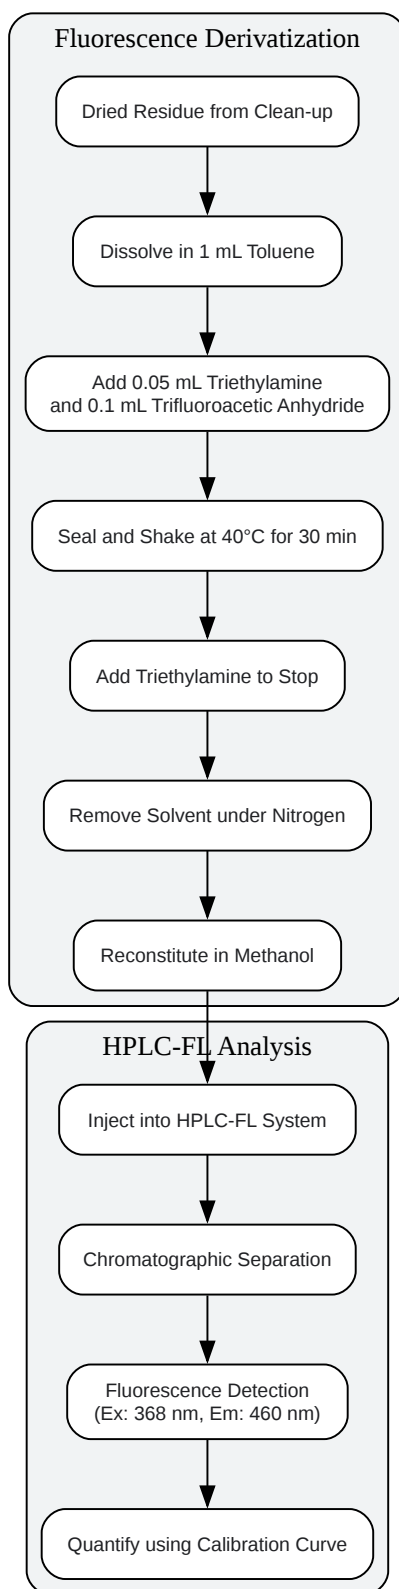 Fluorescence Derivatization
Dried Residue from Clean-up
Dissolve in 1 mL Toluene
Add 0.05 mL Triethylamine
and 0.1 mL Trifluoroacetic Anhydride
Seal and Shake at 40°C for 30 min
Add Triethylamine to Stop
Remove Solvent under Nitrogen
Reconstitute in Methanol
HPLC-FL Analysis
Inject into HPLC-FL System
Chromatographic Separation
Fluorescence Detection
(Ex: 368 nm, Em: 460 nm)
Quantify using Calibration Curve